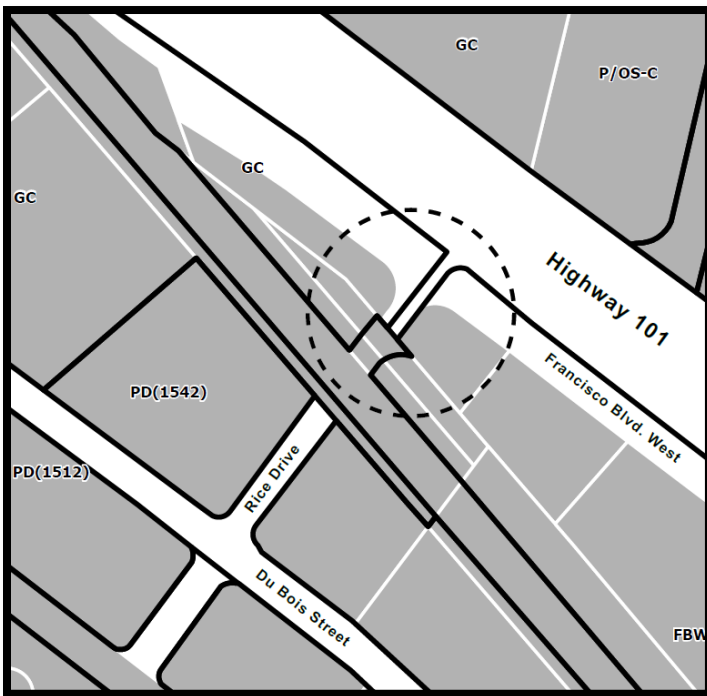 GC
P/OS-C
GC
GC
Highway 101
Francisco Blvd. West
PD(1542)
Rice Drive
PD(1512)
Du Bois Street
FBW